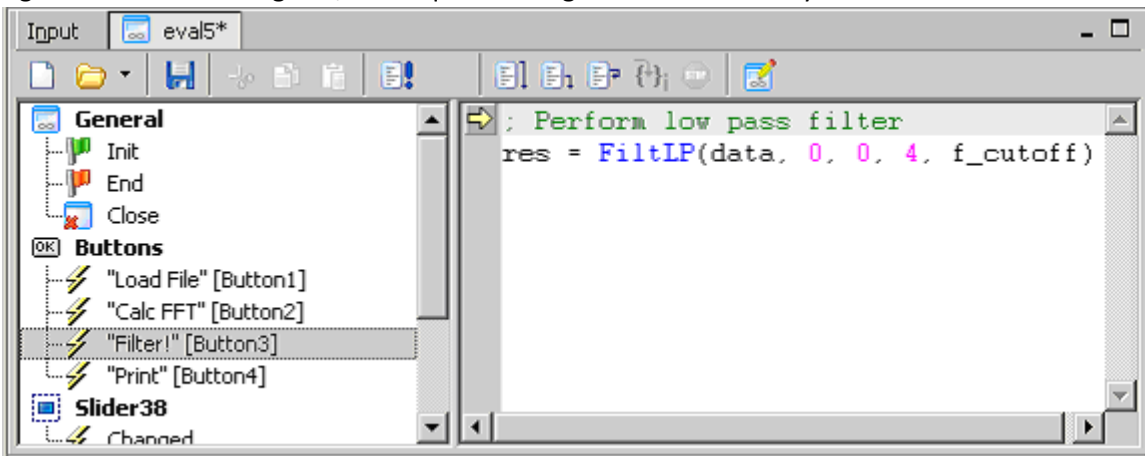 Input eval5*
General
Init
End
Close
OK Buttons
"Load File" [Button1]
"Calc FFT" [Button2]
"Filter!" [Button3]
"Print" [Button4]
Slider38
Changed
; Perform low pass filter
res = FiltLP(data, 0, 0, 4, f_cutoff)